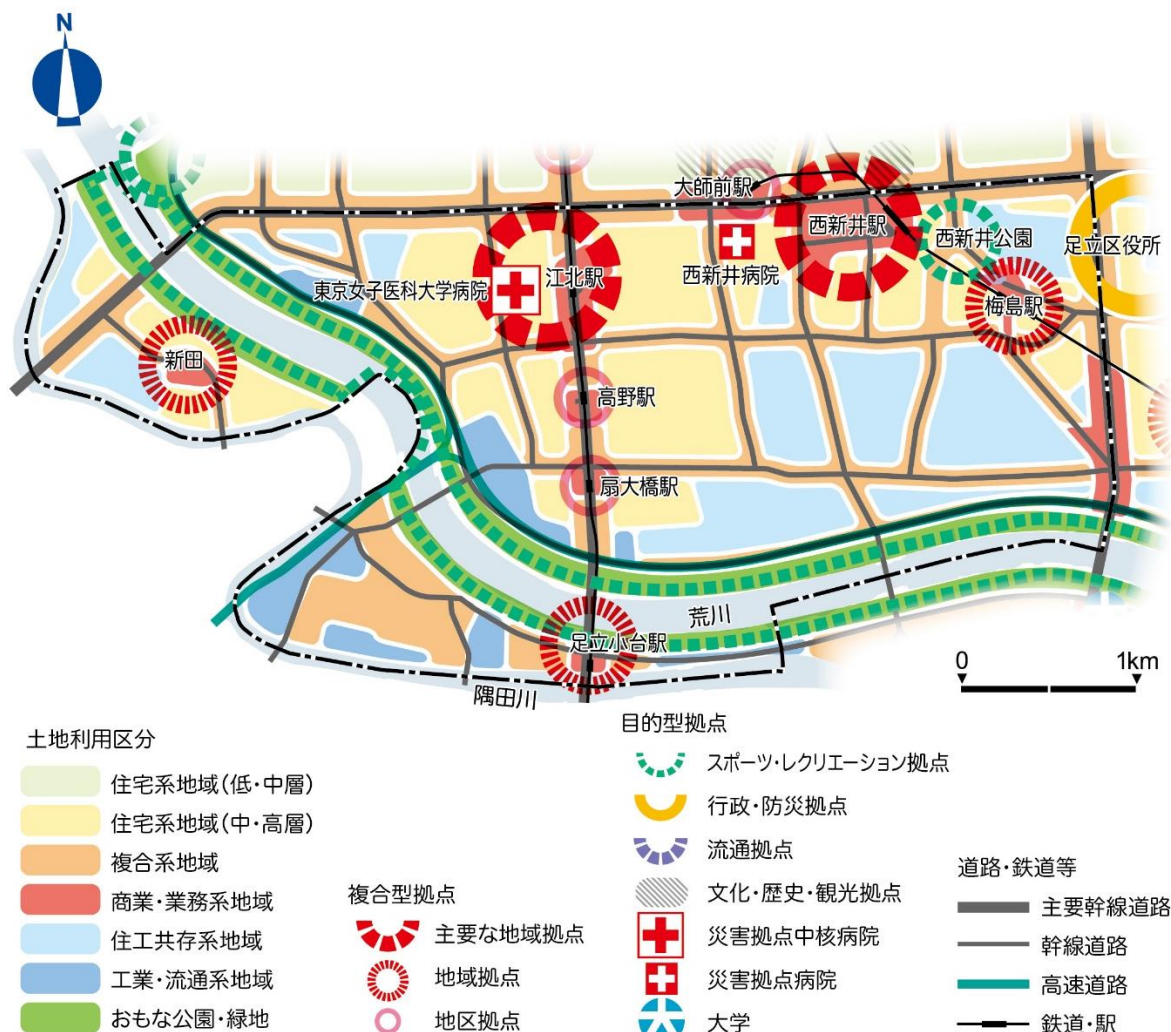 N
大師前駅
西新井駅
西新井公園
足立区役所
江北駅
東京女子医科大学病院
西新井病院
梅島駅
新田
高野駅
扇大橋駅
荒川
足立小台駅
隅田川
0 1km
土地利用区分
住宅系地域(低・中層)
住宅系地域(中・高層)
複合系地域
商業・業務系地域
住工共存系地域
工業・流通系地域
おもな公園・緑地
複合型拠点
主要な地域拠点
地域拠点
地区拠点
目的型拠点
スポーツ・レクリエーション拠点
行政・防災拠点
流通拠点
文化・歴史・観光拠点
災害拠点中核病院
災害拠点病院
大学
道路・鉄道等
主要幹線道路
幹線道路
高速道路
鉄道・駅